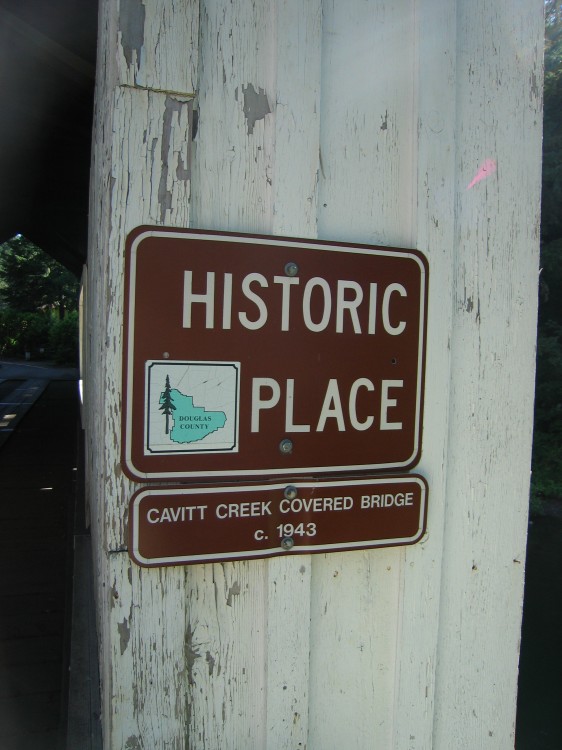 HISTORIC
PLACE
DOUGLAS
COUNTY
CAVITT CREEK COVERED BRIDGE
c. 1943